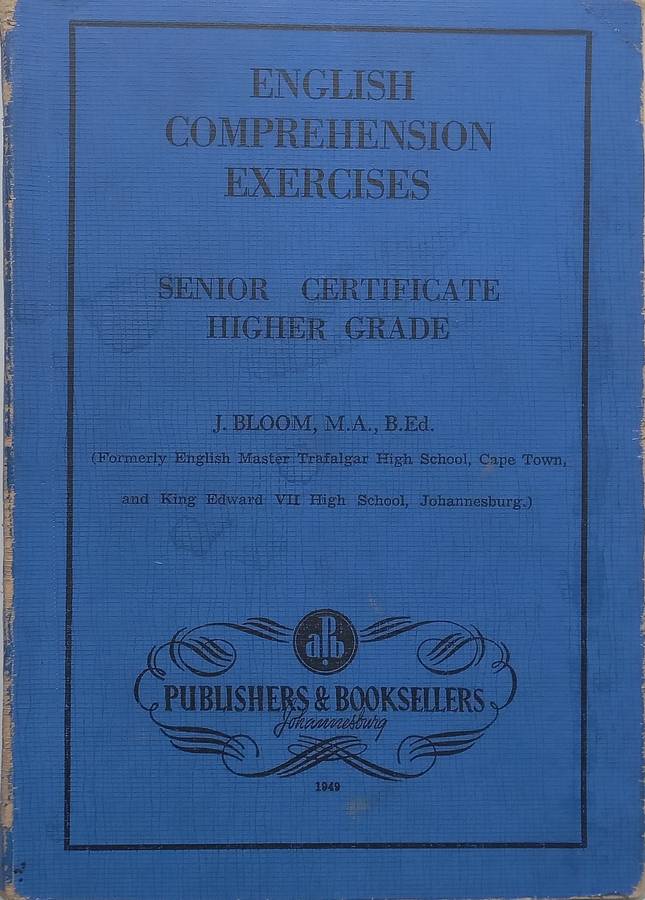 ENGLISH
COMPREHENSION
EXERCISES
SENIOR CERTIFICATE
HIGHER GRADE
J. BLOOM, M.A., B.Ed.
(Formerly English Master Trafalgar High School, Cape Town,
and King Edward VII High School, Johannesburg.)
aPb
PUBLISHERS & BOOKSELLERS
Johannesburg
1949